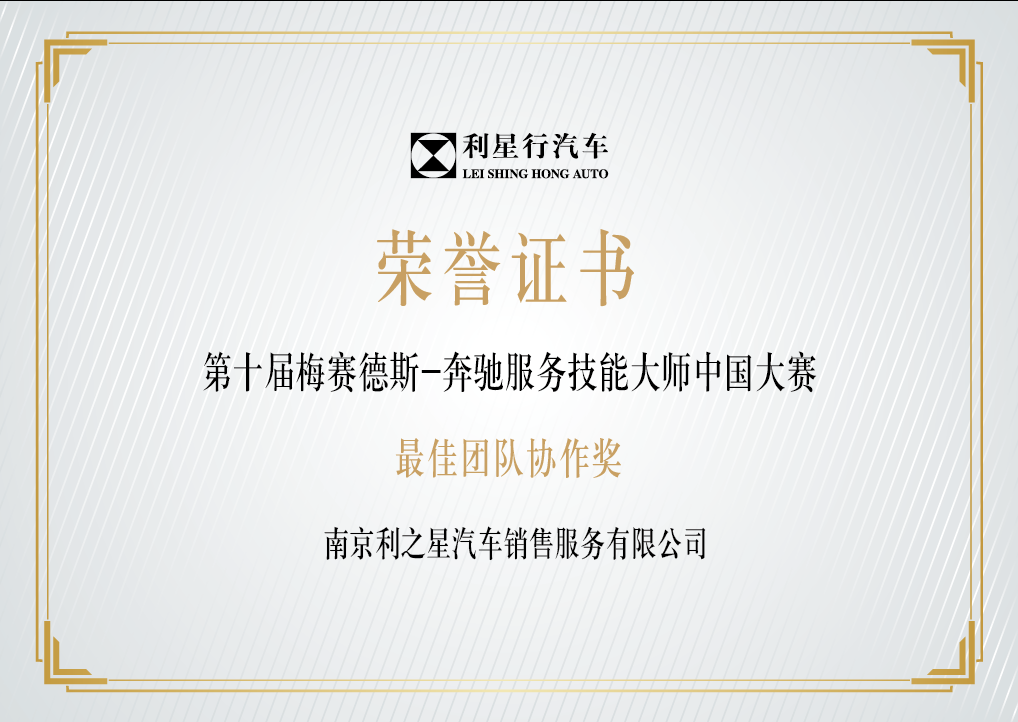 利星行汽车
LEI SHING HONG AUTO
荣誉证书
第十届梅赛德斯-奔驰服务技能大师中国大赛
最佳团队协作奖
南京利之星汽车销售服务有限公司